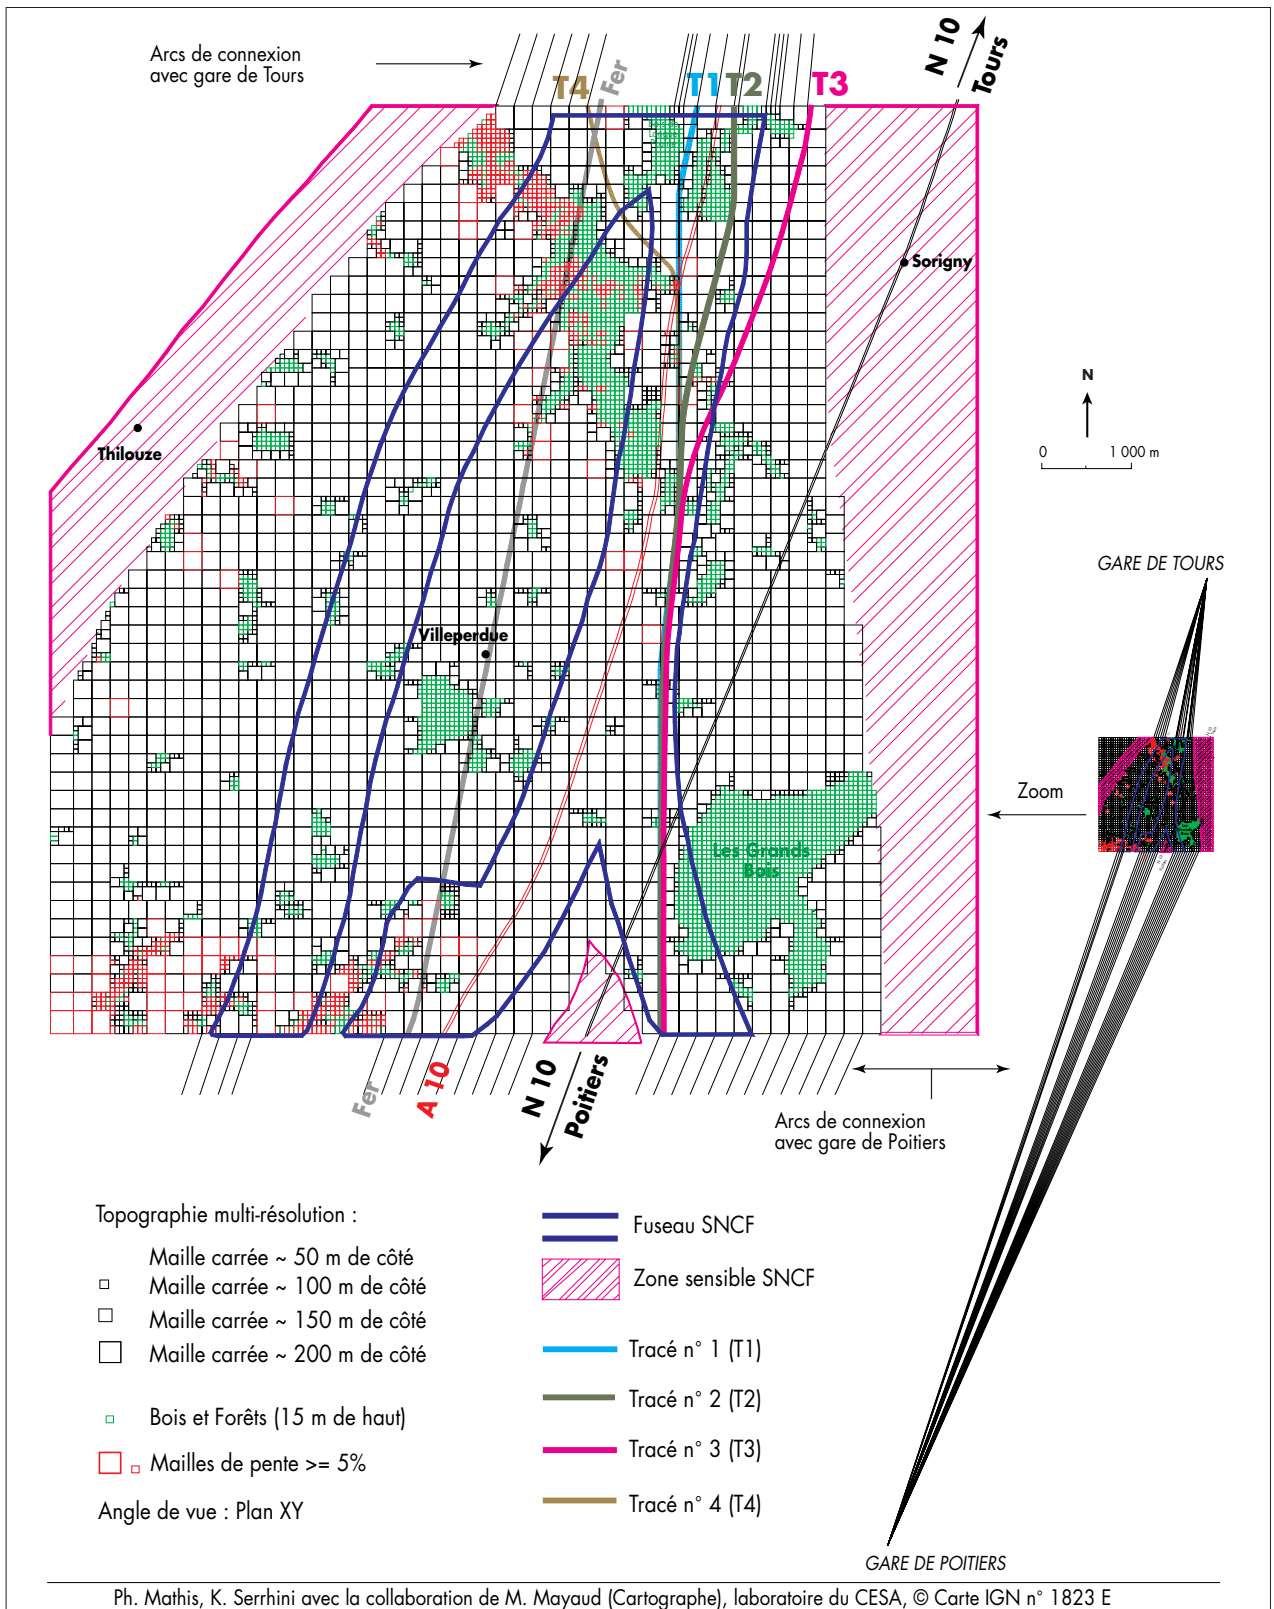 Arcs de connexion
avec gare de Tours
T4
Fer
T1
T2
T3
N 10
Tours
Sorigny
Thilouze
N
0 1 000 m
GARE DE TOURS
Villeperdue
Zoom
Les Grands
Bois
Fer
A 10
N 10
Poitiers
Arcs de connexion
avec gare de Poitiers
Topographie multi-résolution :
Maille carrée ~ 50 m de côté
Maille carrée ~ 100 m de côté
Maille carrée ~ 150 m de côté
Maille carrée ~ 200 m de côté
Bois et Forêts (15 m de haut)
Mailles de pente >= 5%
Angle de vue : Plan XY
Fuseau SNCF
Zone sensible SNCF
Tracé n° 1 (T1)
Tracé n° 2 (T2)
Tracé n° 3 (T3)
Tracé n° 4 (T4)
GARE DE POITIERS
Ph. Mathis, K. Serrhini avec la collaboration de M. Mayaud (Cartographe), laboratoire du CESA, © Carte IGN n° 1823 E